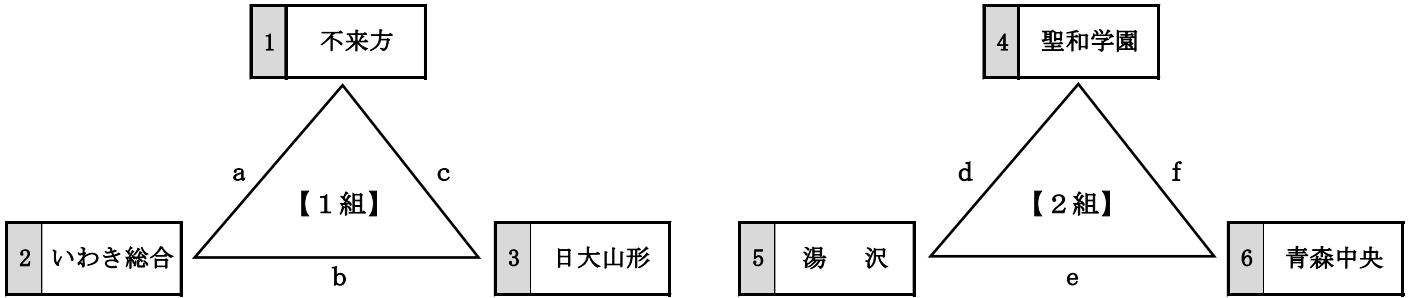 1 不来方
4 聖和学園
a
c
d
f
【1組】
【2組】
2 いわき総合
3 日大山形
5 湯 沢
6 青森中央
b
e